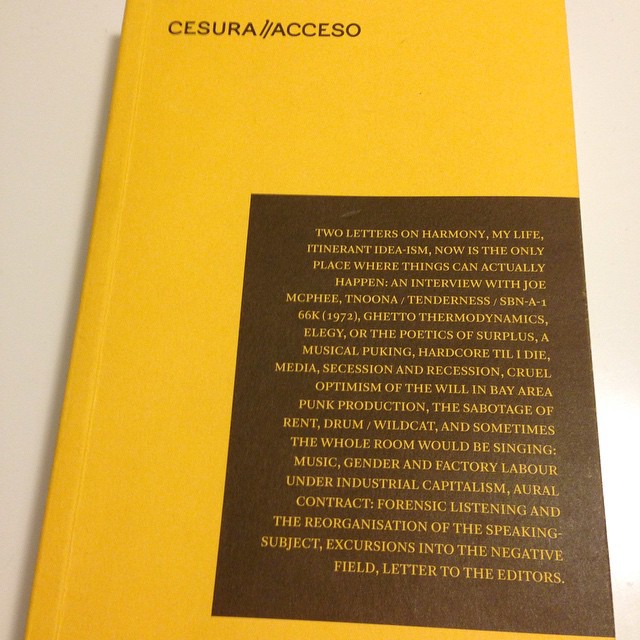 CESURA//ACCESO
TWO LETTERS ON HARMONY, MY LIFE,
ITINERANT IDEA-ISM, NOW IS THE ONLY
PLACE WHERE THINGS CAN ACTUALLY
HAPPEN: AN INTERVIEW WITH JOE
MCPHEE, TNOONA / TENDERNESS / SBN-A-1
66K (1972), GHETTO THERMODYNAMICS,
ELEGY, OR THE POETICS OF SURPLUS, A
MUSICAL PUKING, HARDCORE TIL I DIE,
MEDIA, SECESSION AND RECESSION, CRUEL
OPTIMISM OF THE WILL IN BAY AREA
PUNK PRODUCTION, THE SABOTAGE OF
RENT, DRUM / WILDCAT, AND SOMETIMES
THE WHOLE ROOM WOULD BE SINGING:
MUSIC, GENDER AND FACTORY LABOUR
UNDER INDUSTRIAL CAPITALISM, AURAL
CONTRACT: FORENSIC LISTENING AND
THE REORGANISATION OF THE SPEAKING-
SUBJECT, EXCURSIONS INTO THE NEGATIVE
FIELD, LETTER TO THE EDITORS.